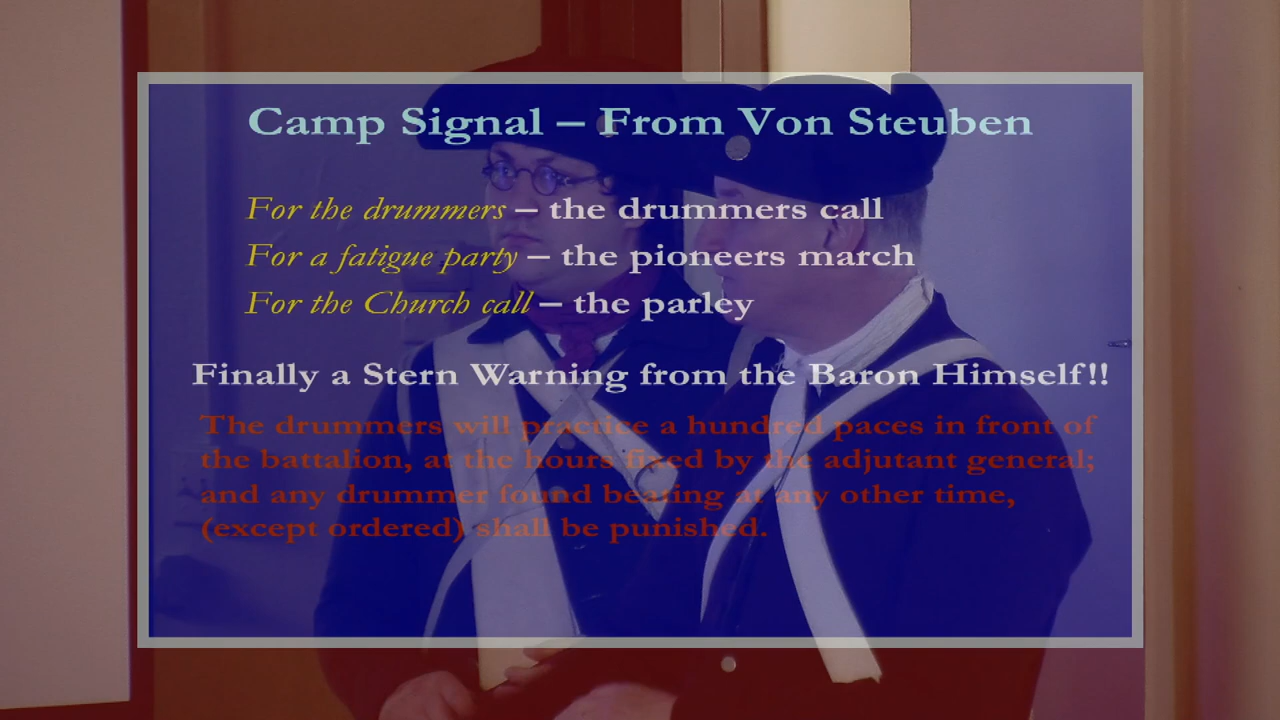 Camp Signal – From Von Steuben
For the drummers – the drummers call
For a fatigue party – the pioneers march
For the Church call – the parley
Finally a Stern Warning from the Baron Himself!!
The drummers will practice a hundred paces in front of
the battalion, at the hours fixed by the adjutant general;
and any drummer found beating at any other time,
(except ordered) shall be punished.